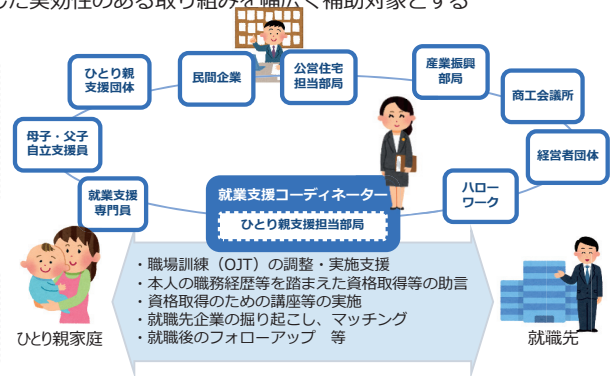 した実効性のある取り組みを幅広く補助対象とする
ひとり親
支援団体
民間企業
公営住宅
担当部局
産業振興
部局
商工会議所
母子・父子
自立支援員
経営者団体
就業支援
専門員
就業支援コーディネーター
ひとり親支援担当部局
ハロー
ワーク
・職場訓練（OJT）の調整・実施支援
・本人の職務経歴等を踏まえた資格取得等の助言
・資格取得のための講座等の実施
・就職先企業の掘り起こし、マッチング
・就職後のフォローアップ　等
ひとり親家庭
就職先